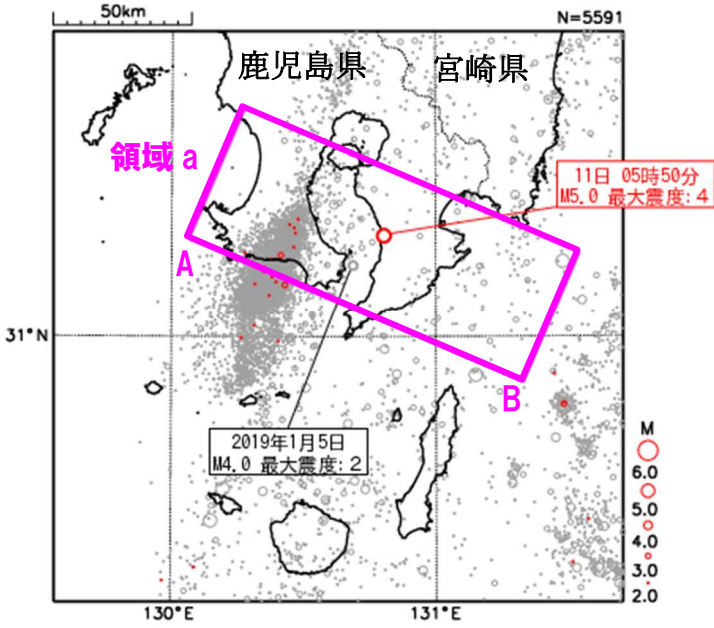 50km
N=5591
鹿児島県
宮崎県
領域a
11日 05時50分
M5.0 最大震度:4
A
31°N
B
2019年1月5日
M4.0 最大震度:2
M
6.0
5.0
4.0
3.0
2.0
130°E
131°E